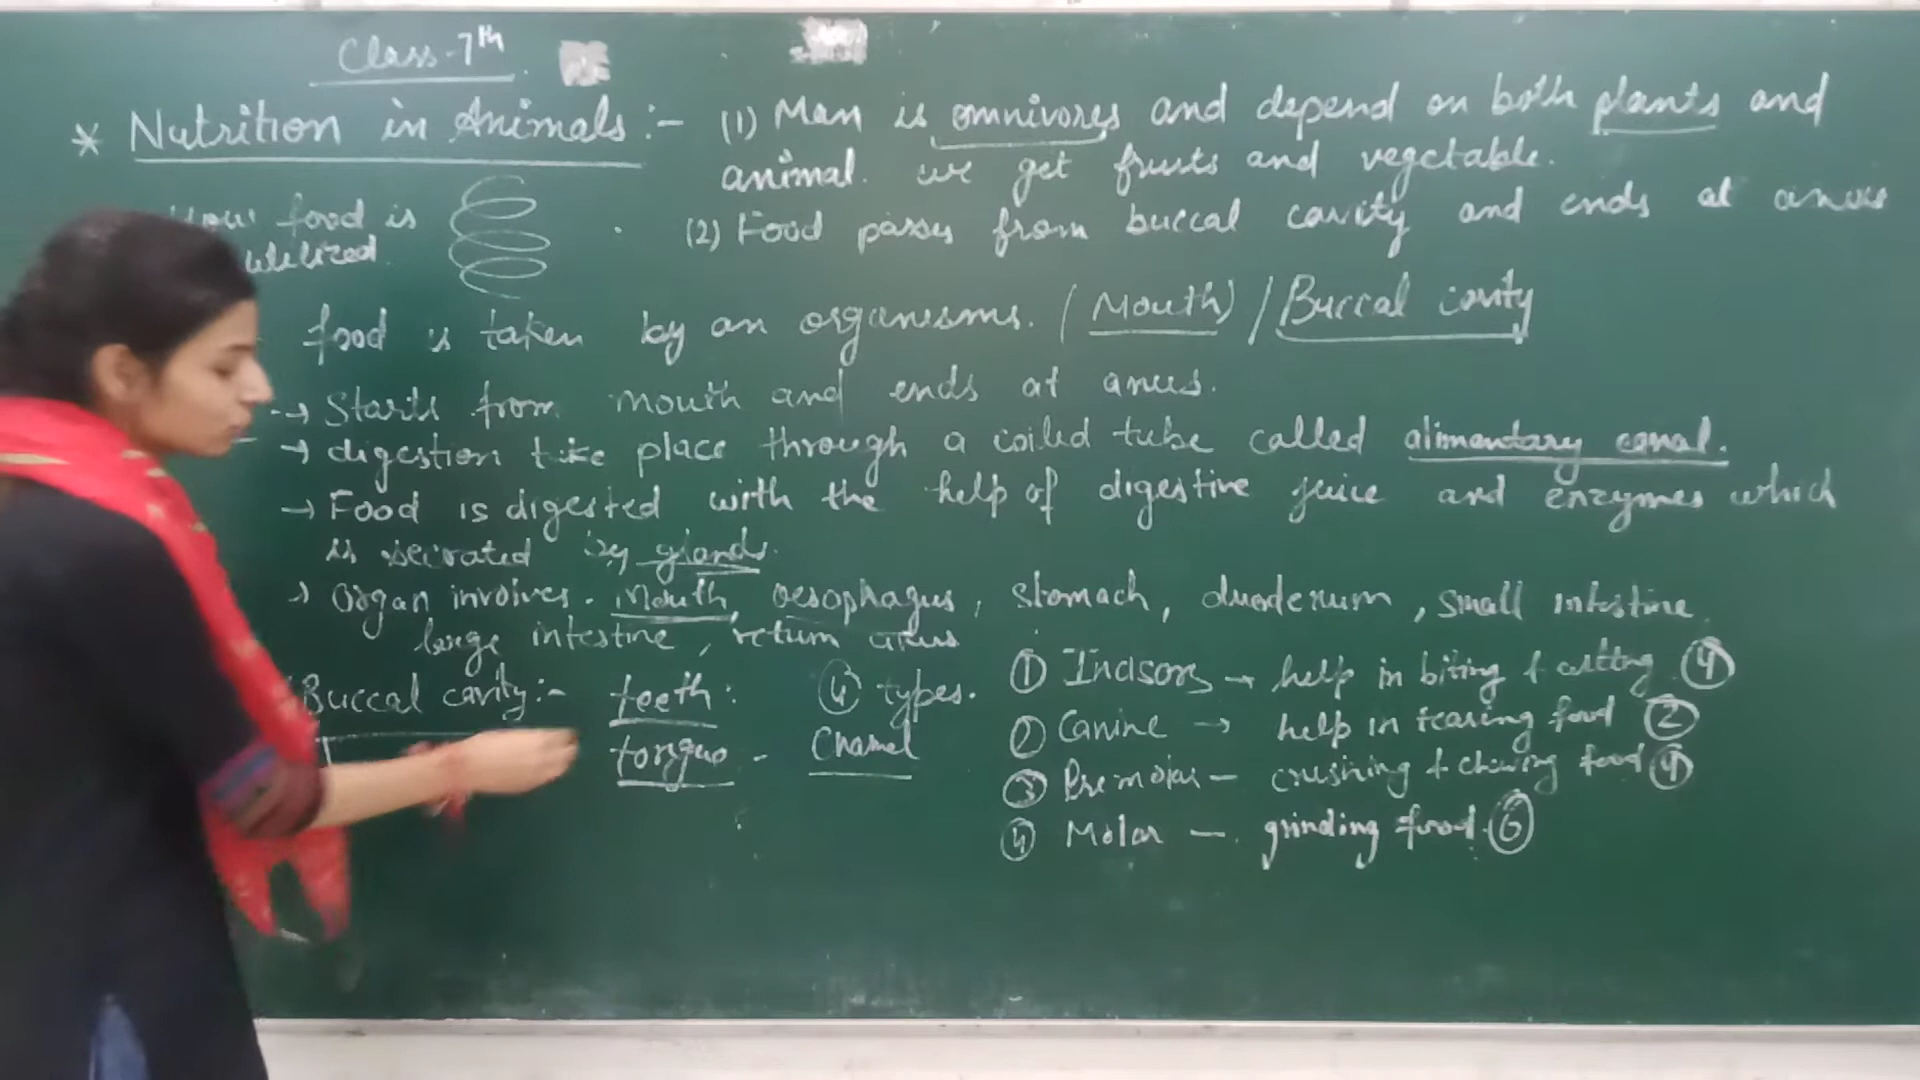 Class-7th
* Nutrition in Animals :-
(1) Man is omnivores and depend on both plants and
animal. we get fruits and vegetable.
(2) Food passes from buccal cavity and ends at anus
food is
utilized.
food is taken by an organisms. (Mouth) / Buccal cavity
→ Starts from mouth and ends at anus.
→ digestion take place through a coiled tube called alimentary canal.
→ Food is digested with the help of digestive juice and enzymes which
is secrated by glands.
→ Organ involves. Mouth, oesophagus, stomach, duodenum, small intestine
large intestine, rectum anus
Buccal cavity:- teeth: 4 types.
tongue - Channel
① Incisors → help in biting & cutting ④
② Canine → help in tearing food ②
③ Premolar - crushing & chewing food ④
④ Molar - grinding food. ⑥